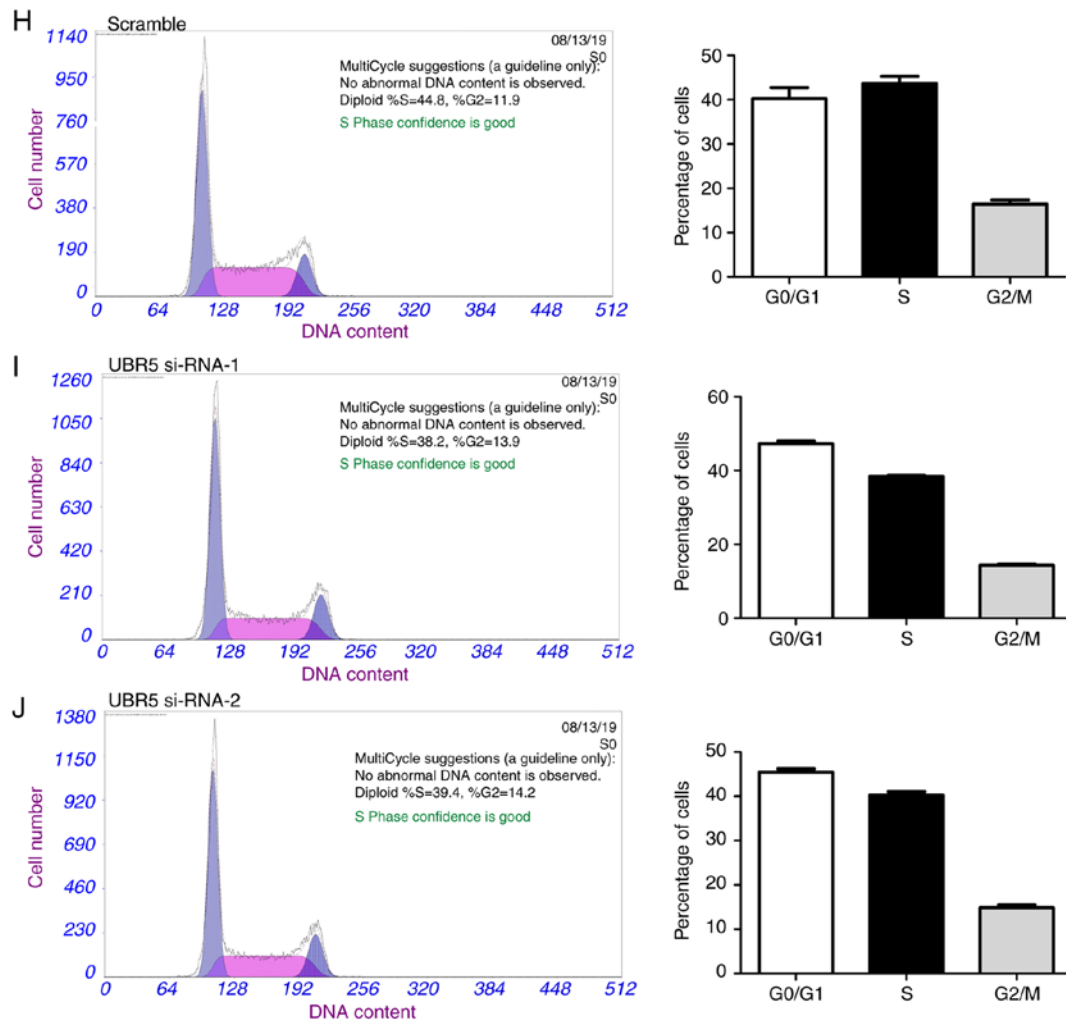 H
Scramble
1140
950
760
570
380
190
0
Cell number
0 64 128 192 256 320 384 448 512
DNA content
08/13/19
S0
MultiCycle suggestions (a guideline only):
No abnormal DNA content is observed.
Diploid %S=44.8, %G2=11.9
S Phase confidence is good
50
40
30
20
10
0
Percentage of cells
G0/G1 S G2/M
I
UBR5 si-RNA-1
1260
1050
840
630
420
210
0
Cell number
0 64 128 192 256 320 384 448 512
DNA content
08/13/19
S0
MultiCycle suggestions (a guideline only):
No abnormal DNA content is observed.
Diploid %S=38.2, %G2=13.9
S Phase confidence is good
60
40
20
0
Percentage of cells
G0/G1 S G2/M
J
UBR5 si-RNA-2
1380
1150
920
690
460
230
0
Cell number
0 64 128 192 256 320 384 448 512
DNA content
08/13/19
S0
MultiCycle suggestions (a guideline only):
No abnormal DNA content is observed.
Diploid %S=39.4, %G2=14.2
S Phase confidence is good
50
40
30
20
10
0
Percentage of cells
G0/G1 S G2/M